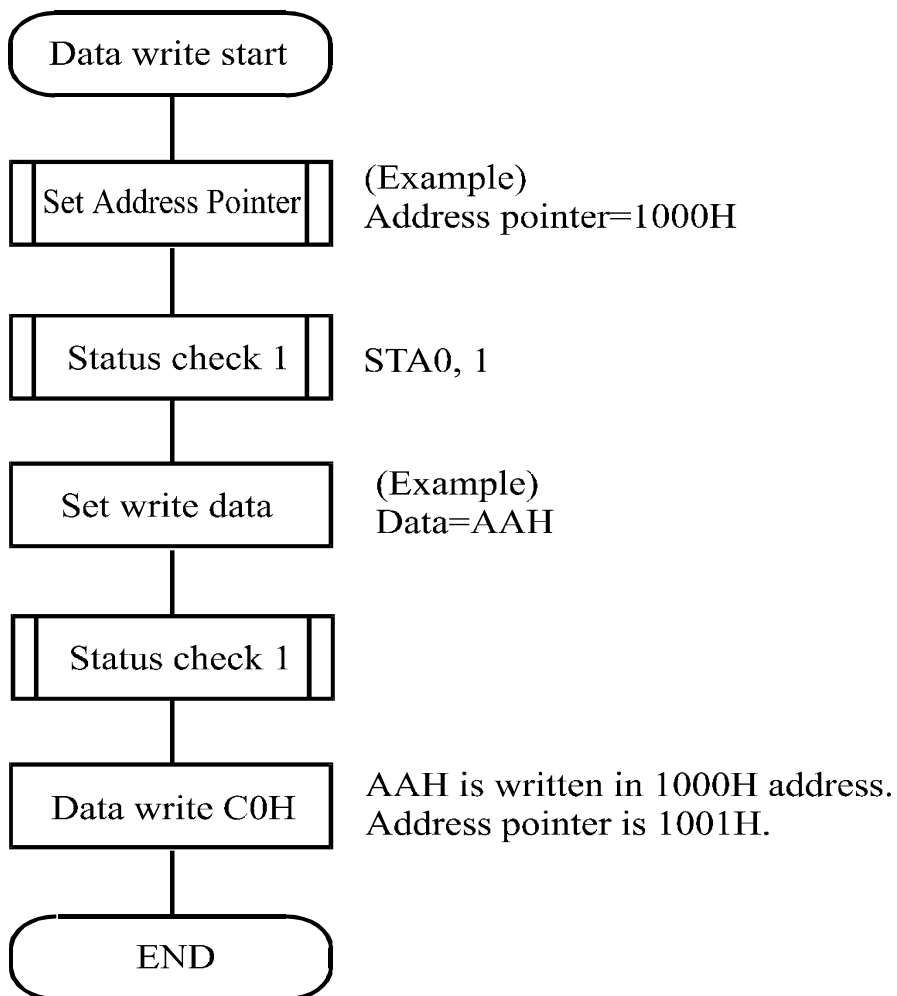 Data write start
Set Address Pointer
(Example)
Address pointer=1000H
Status check 1
STA0, 1
Set write data
(Example)
Data=AAH
Status check 1
Data write C0H
AAH is written in 1000H address.
Address pointer is 1001H.
END